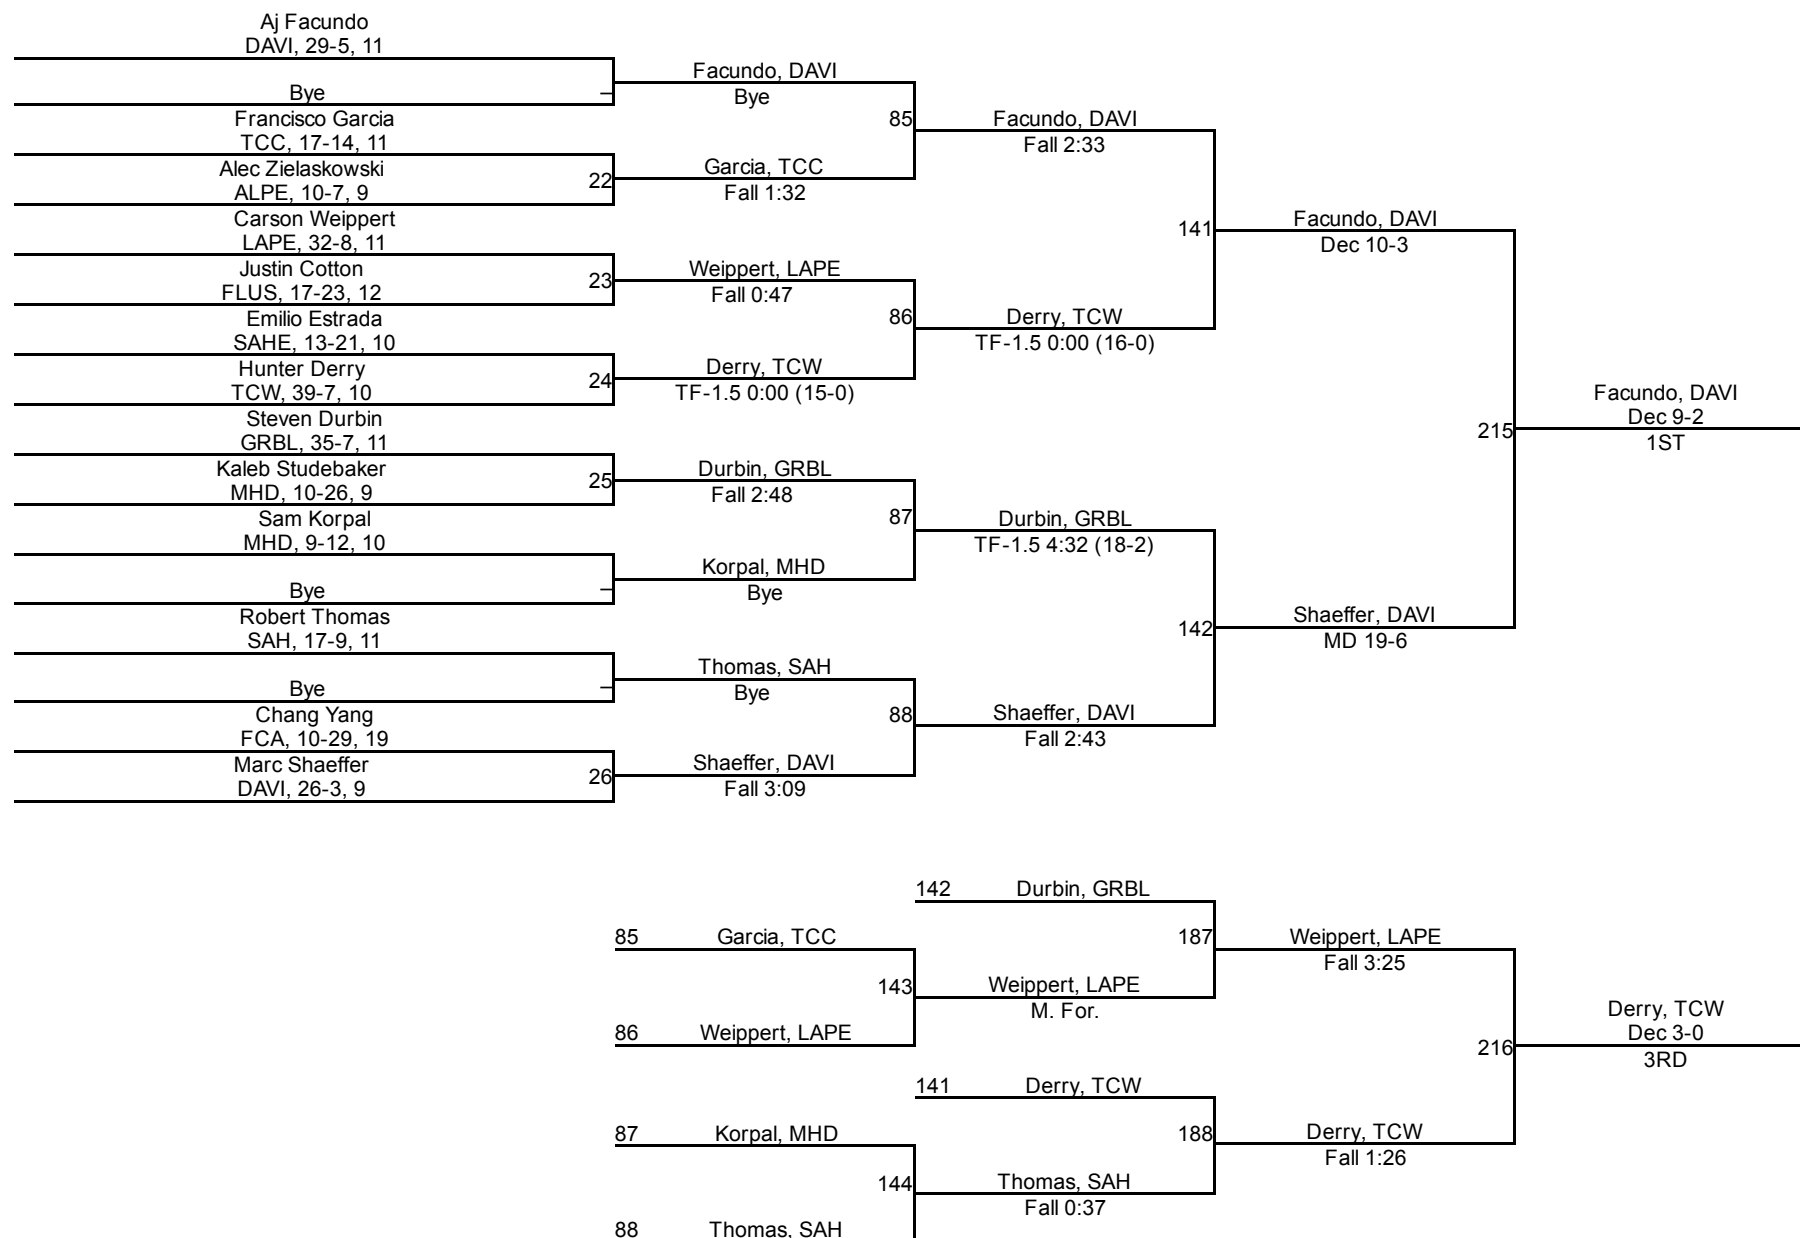 Aj Facundo
DAVI, 29-5, 11
Bye
Francisco Garcia
TCC, 17-14, 11
Alec Zielaskowski
ALPE, 10-7, 9
22
Carson Weippert
LAPE, 32-8, 11
Justin Cotton
FLUS, 17-23, 12
23
Emilio Estrada
SAHE, 13-21, 10
Hunter Derry
TCW, 39-7, 10
24
Steven Durbin
GRBL, 35-7, 11
Kaleb Studebaker
MHD, 10-26, 9
25
Sam Korpal
MHD, 9-12, 10
Bye
Robert Thomas
SAH, 17-9, 11
Bye
Chang Yang
FCA, 10-29, 19
Marc Shaeffer
DAVI, 26-3, 9
26
Facundo, DAVI
Bye
85
Garcia, TCC
Fall 1:32
Weippert, LAPE
Fall 0:47
86
Derry, TCW
TF-1.5 0:00 (15-0)
Durbin, GRBL
Fall 2:48
87
Korpal, MHD
Bye
Thomas, SAH
Bye
88
Shaeffer, DAVI
Fall 3:09
Facundo, DAVI
Fall 2:33
141
Derry, TCW
TF-1.5 0:00 (16-0)
Durbin, GRBL
TF-1.5 4:32 (18-2)
142
Shaeffer, DAVI
Fall 2:43
Facundo, DAVI
Dec 10-3
215
Shaeffer, DAVI
MD 19-6
Facundo, DAVI
Dec 9-2
1ST
142 Durbin, GRBL
85 Garcia, TCC
187
Weippert, LAPE
Fall 3:25
143
Weippert, LAPE
M. For.
86 Weippert, LAPE
216
Derry, TCW
Dec 3-0
3RD
141 Derry, TCW
87 Korpal, MHD
188
Derry, TCW
Fall 1:26
144
Thomas, SAH
Fall 0:37
88 Thomas, SAH